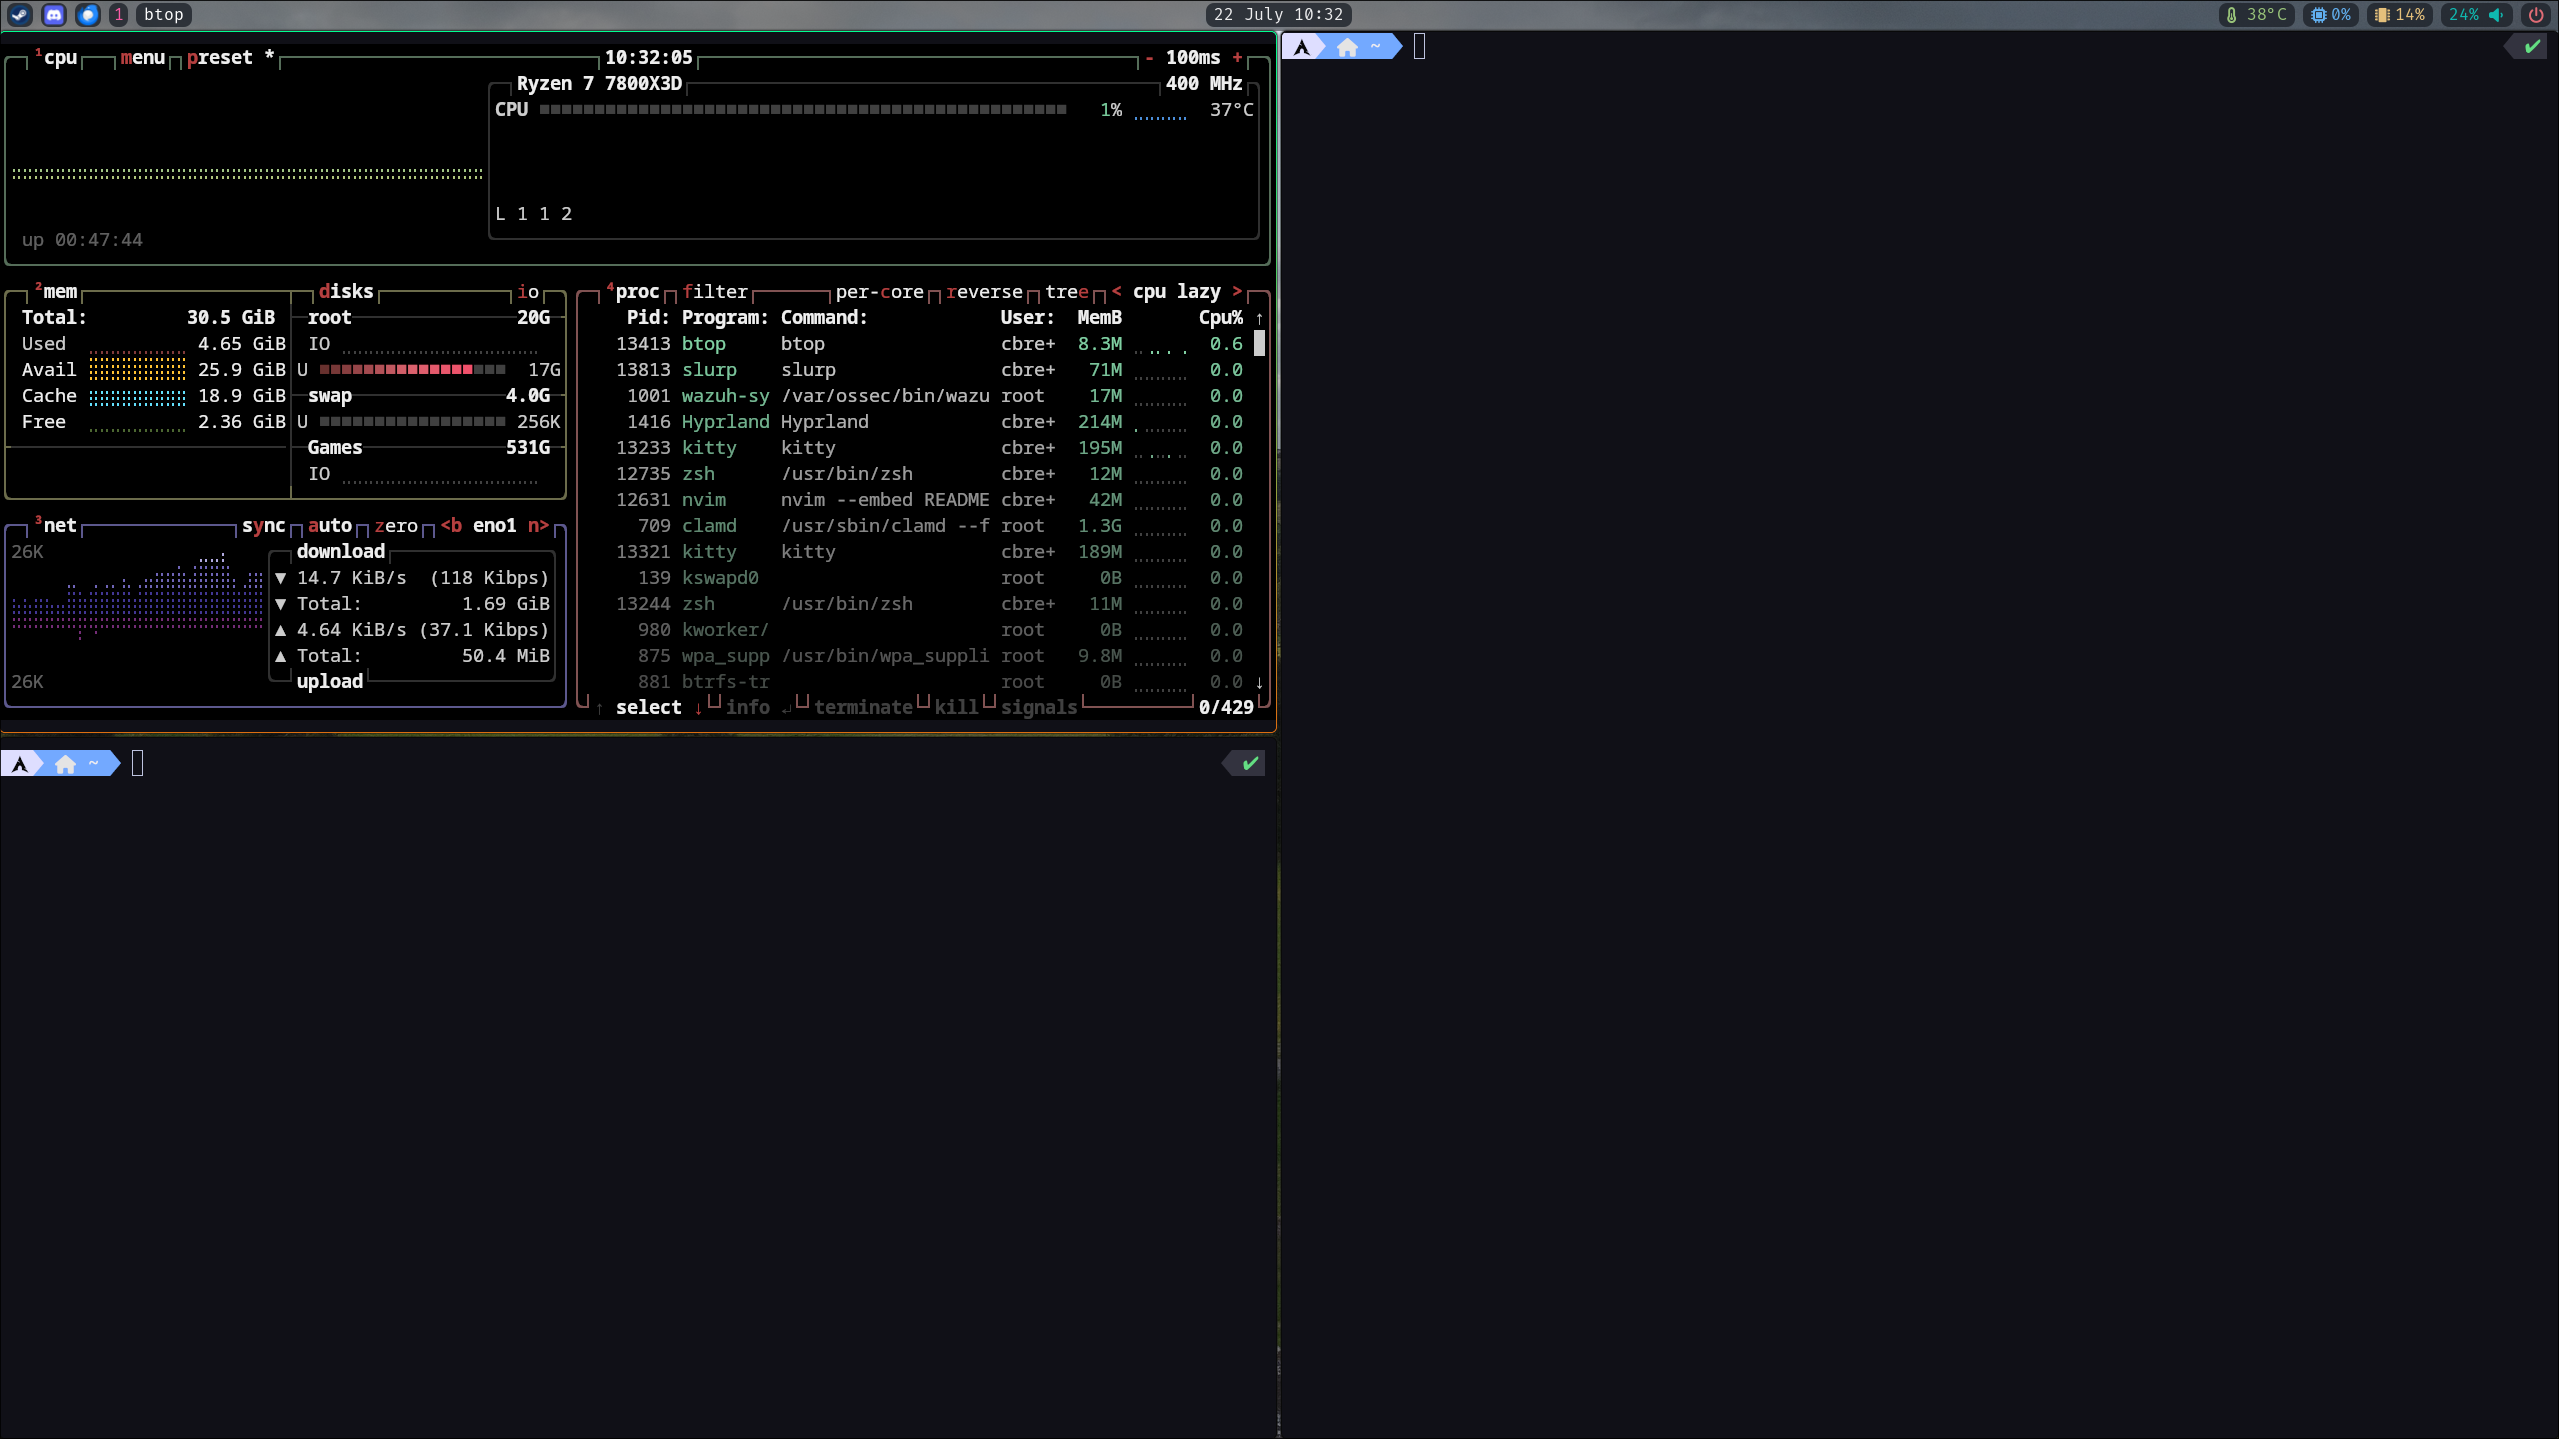 1 btop 22 July 10:32 38°C 0% 14% 24%
¹cpu menu preset * 10:32:05 - 100ms +
Ryzen 7 7800X3D 400 MHz
CPU 1% 37°C
L 1 1 2
up 00:47:44
²mem
Total: 30.5 GiB
Used 4.65 GiB
Avail 25.9 GiB
Cache 18.9 GiB
Free 2.36 GiB
disks io
root 20G
IO
U 17G
swap 4.0G
U 256K
Games 531G
IO
³net sync auto zero <b eno1 n>
26K
26K
download
▼ 14.7 KiB/s (118 Kibps)
▼ Total: 1.69 GiB
▲ 4.64 KiB/s (37.1 Kibps)
▲ Total: 50.4 MiB
upload
⁴proc filter per-core reverse tree < cpu lazy >
Pid: Program: Command: User: MemB Cpu% ↑
13413 btop btop cbre+ 8.3M 0.6
13813 slurp slurp cbre+ 71M 0.0
1001 wazuh-sy /var/ossec/bin/wazu root 17M 0.0
1416 Hyprland Hyprland cbre+ 214M 0.0
13233 kitty kitty cbre+ 195M 0.0
12735 zsh /usr/bin/zsh cbre+ 12M 0.0
12631 nvim nvim --embed README cbre+ 42M 0.0
709 clamd /usr/sbin/clamd --f root 1.3G 0.0
13321 kitty kitty cbre+ 189M 0.0
139 kswapd0 root 0B 0.0
13244 zsh /usr/bin/zsh cbre+ 11M 0.0
980 kworker/ root 0B 0.0
875 wpa_supp /usr/bin/wpa_suppli root 9.8M 0.0
881 btrfs-tr root 0B 0.0 ↓
↑ select ↓ info ↲ terminate kill signals 0/429
~
~